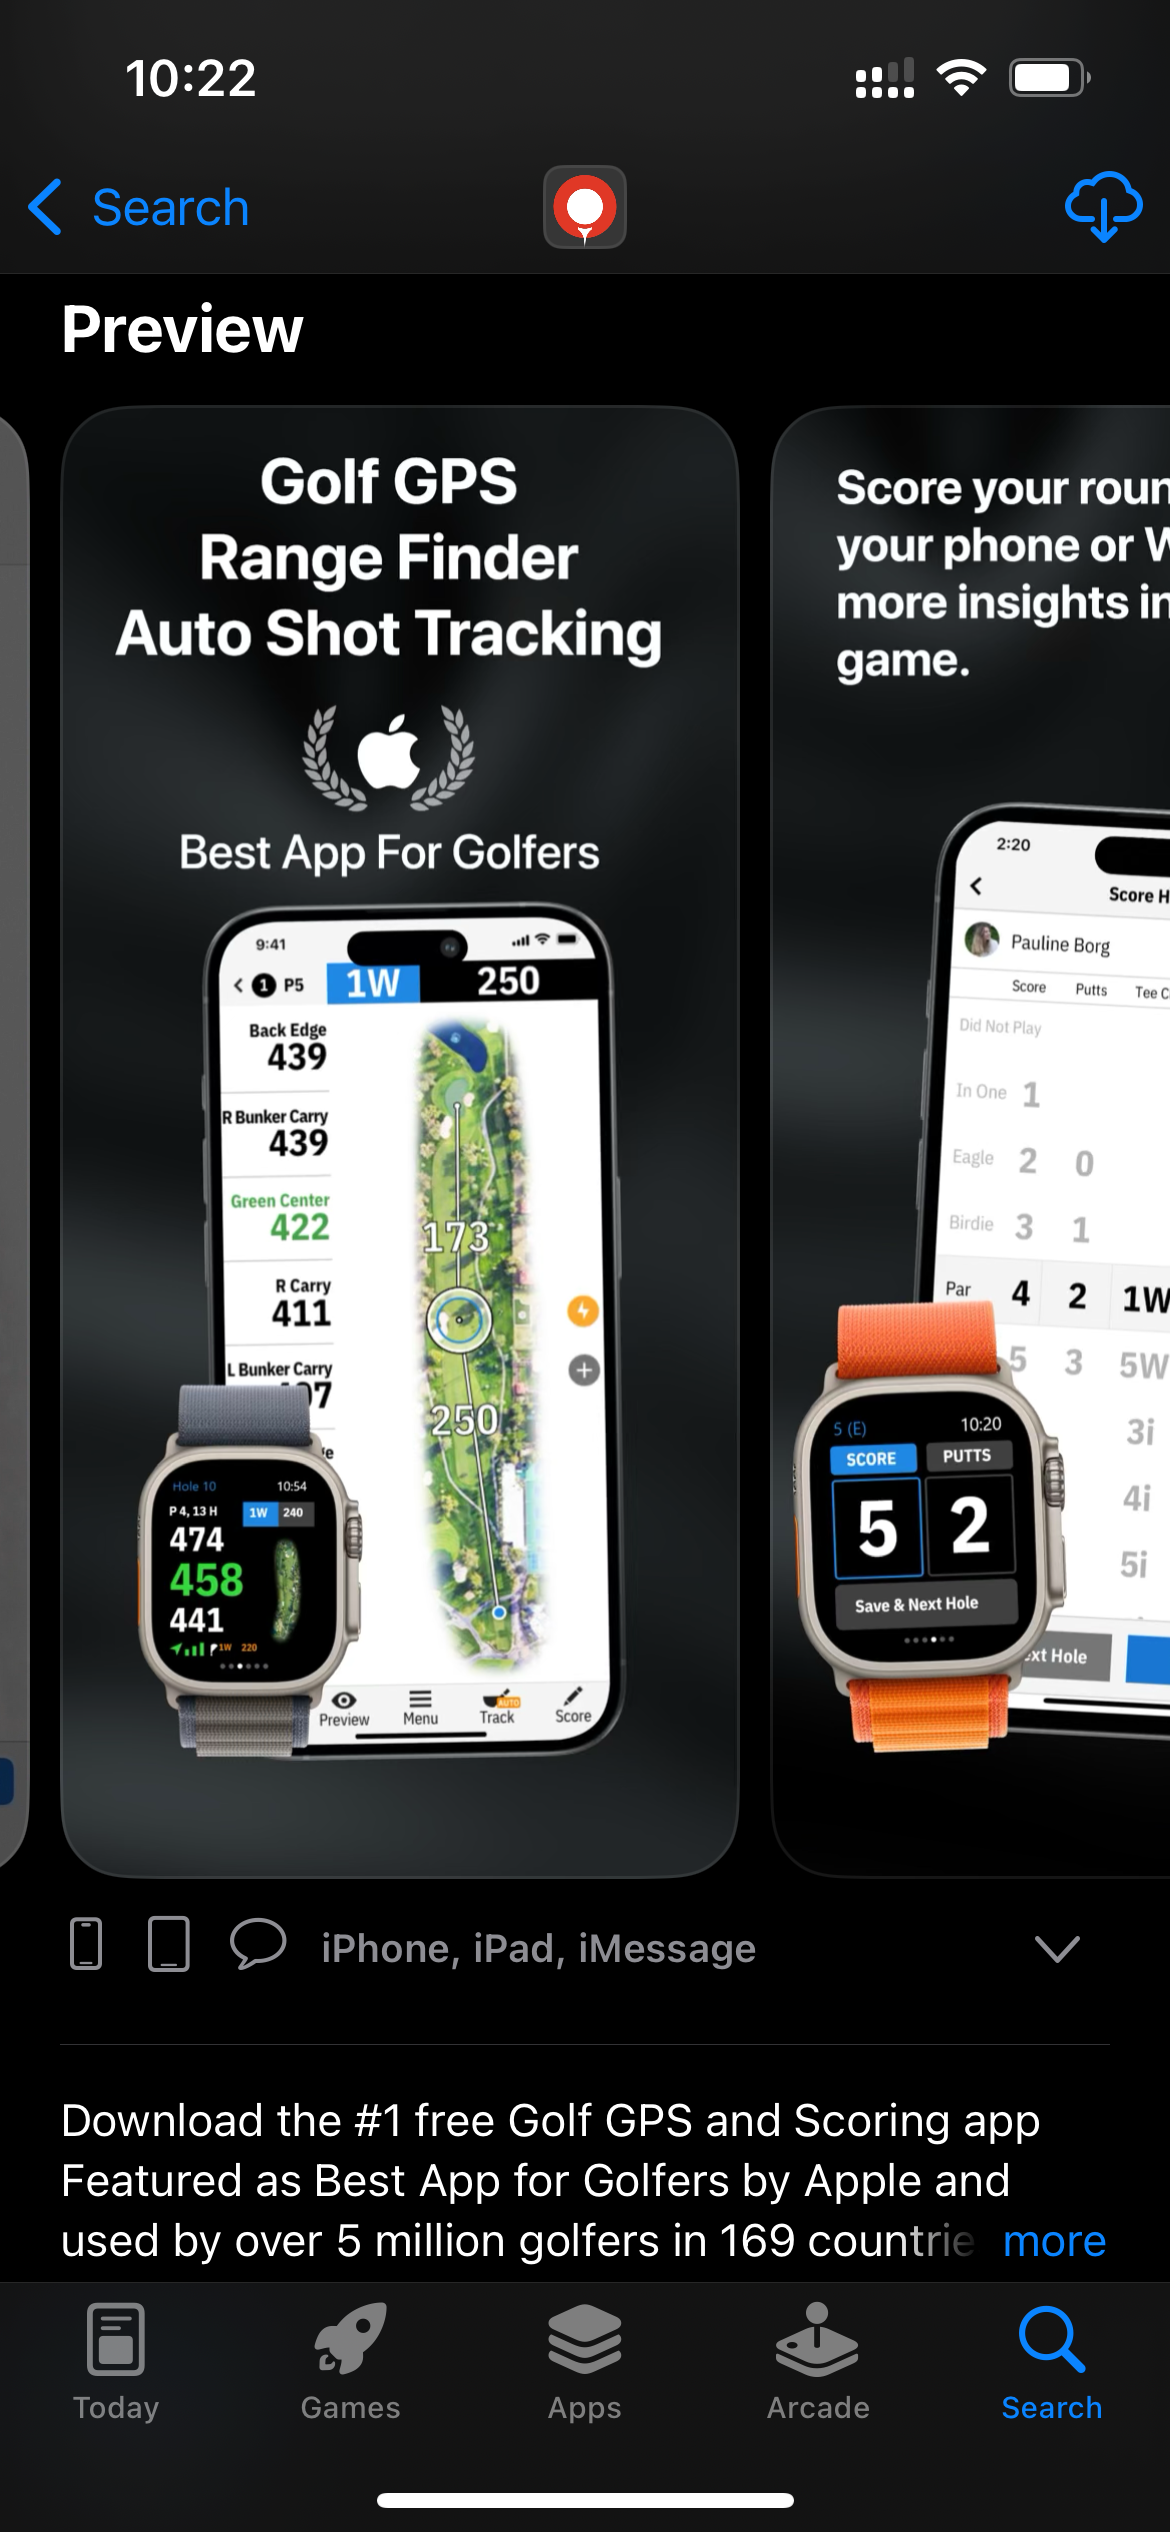 10:22
Search
Preview
Golf GPS
Range Finder
Auto Shot Tracking
Best App For Golfers
9:41
1 P5
1W
250
Back Edge
439
R Bunker Carry
439
Green Center
422
R Carry
411
L Bunker Carry
173
250
Preview
Menu
AUTO
Track
Score
Hole 10
10:54
P 4, 13 H
1W 240
474
458
441
1W 220
Score your roun
your phone or W
more insights in
game.
2:20
Score H
Pauline Borg
Score Putts Tee C
Did Not Play
In One 1
Eagle 2 0
Birdie 3 1
Par 4 2 1W
5 3 5W
3i
4i
5i
xt Hole
5 (E)
10:20
SCORE
PUTTS
5
2
Save & Next Hole
iPhone, iPad, iMessage
Download the #1 free Golf GPS and Scoring app
Featured as Best App for Golfers by Apple and
used by over 5 million golfers in 169 countrie more
Today
Games
Apps
Arcade
Search